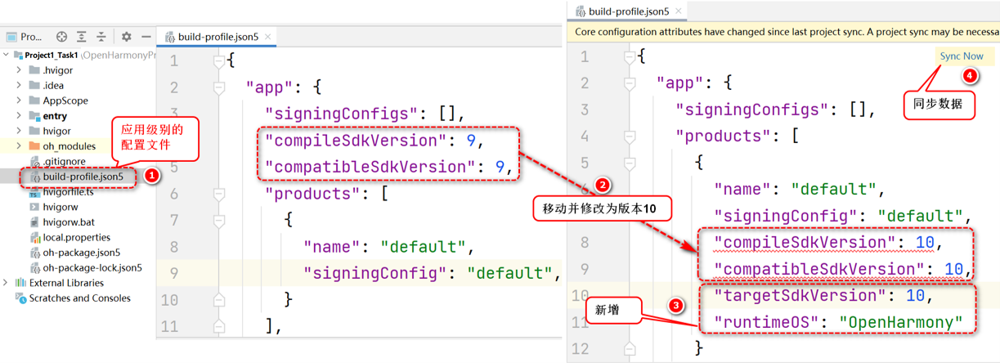 Pro...
Project1_Task1 \OpenHarmonyPr
.hvigor
.idea
AppScope
entry
hvigor
oh_modules
.gitignore
build-profile.json5
hvigorfile.ts
hvigorw
hvigorw.bat
local.properties
oh-package.json5
oh-package-lock.json5
External Libraries
Scratches and Consoles
应用级别的
配置文件
1
build-profile.json5
1 {
2 "app": {
3 "signingConfigs": [],
4 "compileSdkVersion": 9,
5 "compatibleSdkVersion": 9,
6 "products": [
7 {
8 "name": "default",
9 "signingConfig": "default",
10 }
11 ],
2
移动并修改为版本10
build-profile.json5
Core configuration attributes have changed since last project sync. A project sync may be necessa
Sync Now
4
同步数据
1 {
2 "app": {
3 "signingConfigs": [],
4 "products": [
5 {
"name": "default",
"signingConfig": "default",
8 "compileSdkVersion": 10,
9 "compatibleSdkVersion": 10,
10 "targetSdkVersion": 10,
11 "runtimeOS": "OpenHarmony"
12 }
3
新增